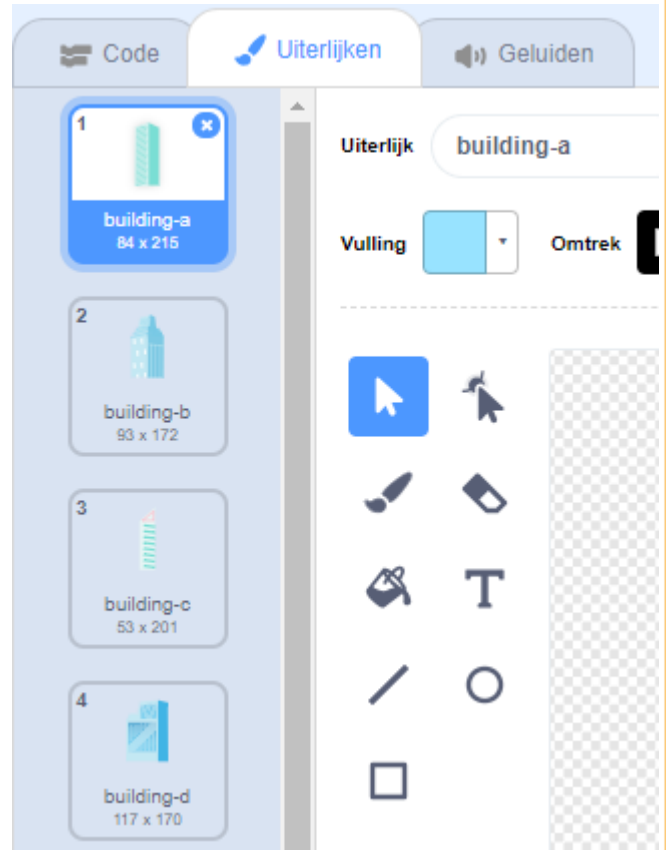 Code
Uiterlijken
Geluiden
1
building-a
84 x 215
2
building-b
93 x 172
3
building-c
53 x 201
4
building-d
117 x 170
Uiterlijk
building-a
Vulling
Omtrek
T